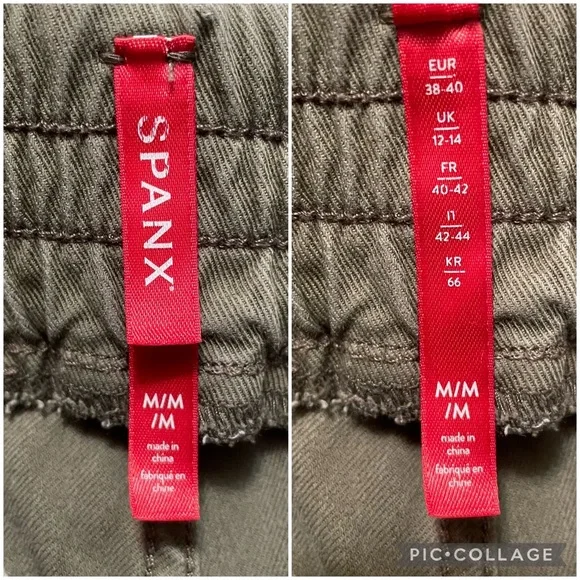 SPANX
M/M
/M
made in
china
fabriqué en
chine
EUR
38-40
UK
12-14
FR
40-42
IT
42-44
KR
66
M/M
/M
made in
china
fabriqué en
chine
PIC•COLLAGE